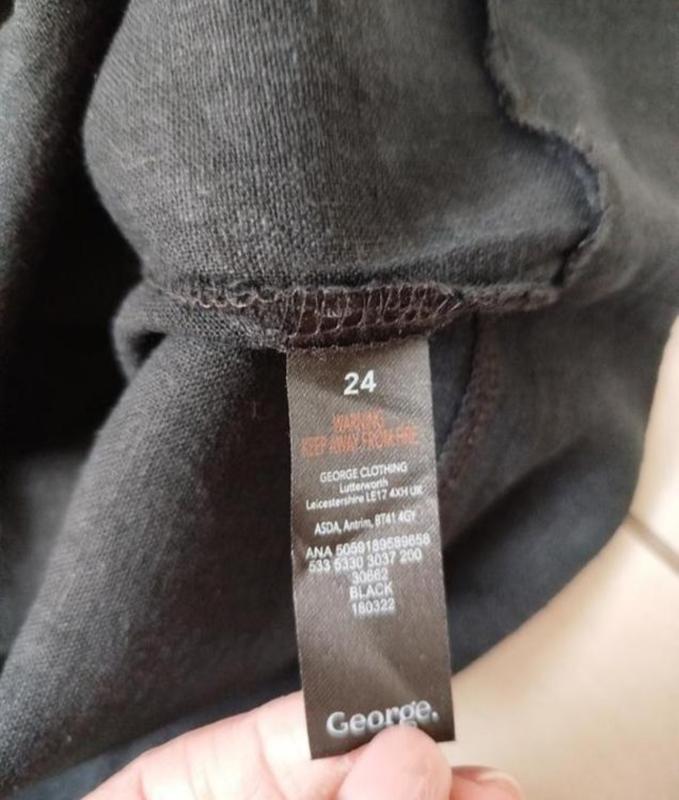 24
WARNING
KEEP AWAY FROM FIRE
GEORGE CLOTHING
Lutterworth
Leicestershire LE17 4XH UK
ASDA, Antrim, BT41 4GY
ANA 5059189589658
533 5330 3037 200
30862
BLACK
180322
George.